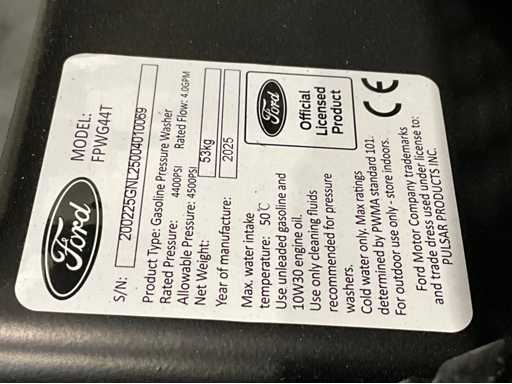 Ford
MODEL:
FPWG44T
S/N: 200225GNL25004010069
Product Type: Gasoline Pressure Washer
Rated Pressure: 4400PSI Rated Flow: 4.0GPM
Allowable Pressure: 4500PSI
Net Weight: 53kg
Year of manufacture: 2025
Ford
Official
Licensed
Product
CE
Max. water intake
temperature: 50℃
Use unleaded gasoline and
10W30 engine oil.
Use only cleaning fluids
recommended for pressure
washers.
Cold water only. Max ratings
determined by PWMA standard 101.
For outdoor use only - store indoors.
Ford Motor Company trademarks
and trade dress used under license to:
PULSAR PRODUCTS INC.